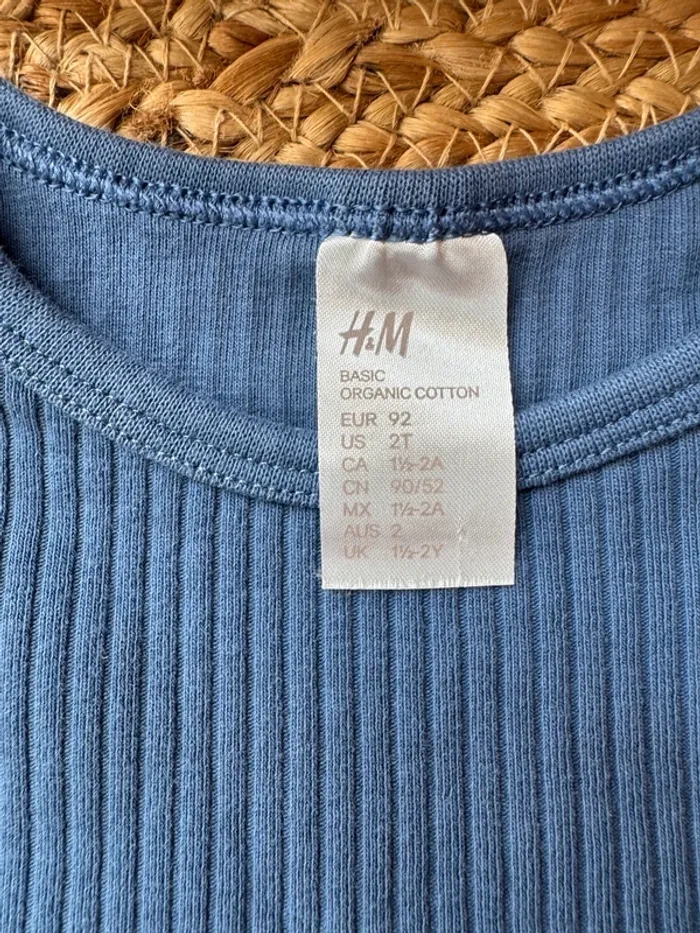 H&M
BASIC
ORGANIC COTTON
EUR 92
US 2T
CA 1½-2A
CN 90/52
MX 1½-2A
AUS 2
UK 1½-2Y